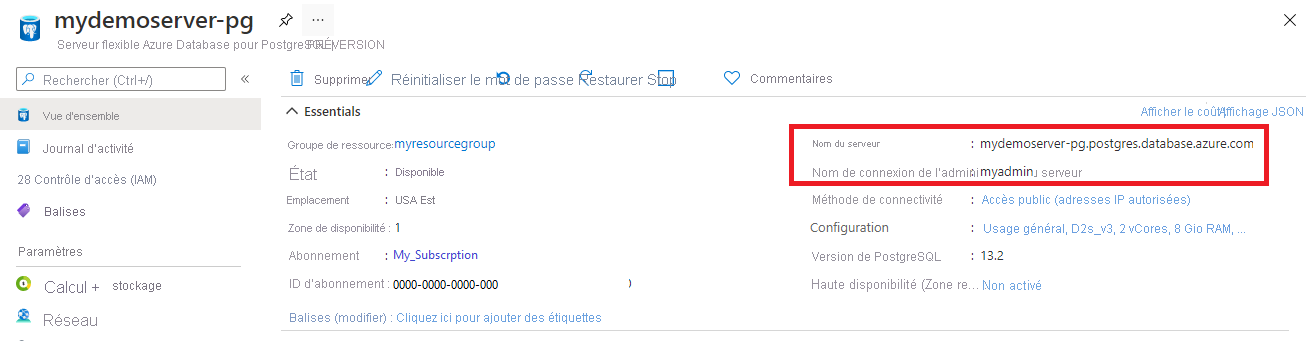 mydemoserver-pg
Serveur flexible Azure Database pour PostgreSQL
Rechercher (Ctrl+/)
«
Supprimer
Réinitialiser le mot de passe Restaurer Stop
Commentaires
Vue d'ensemble
Journal d'activité
28 Contrôle d'accès (IAM)
Balises
Paramètres
Calcul + stockage
Réseau
Essentials
Afficher le coût
Affichage JSON
Groupe de ressource: myresourcegroup
État : Disponible
Emplacement : USA Est
Zone de disponibilité : 1
Abonnement : My_Subscrption
ID d'abonnement : 0000-0000-0000-000
Balises (modifier) : Cliquez ici pour ajouter des étiquettes
Nom du serveur : mydemoserver-pg.postgres.database.azure.com
Nom de connexion de l'admini : myadmin u serveur
Méthode de connectivité : Accès public (adresses IP autorisées)
Configuration : Usage général, D2s_v3, 2 vCores, 8 Gio RAM, ...
Version de PostgreSQL : 13.2
Haute disponibilité (Zone re... Non activé